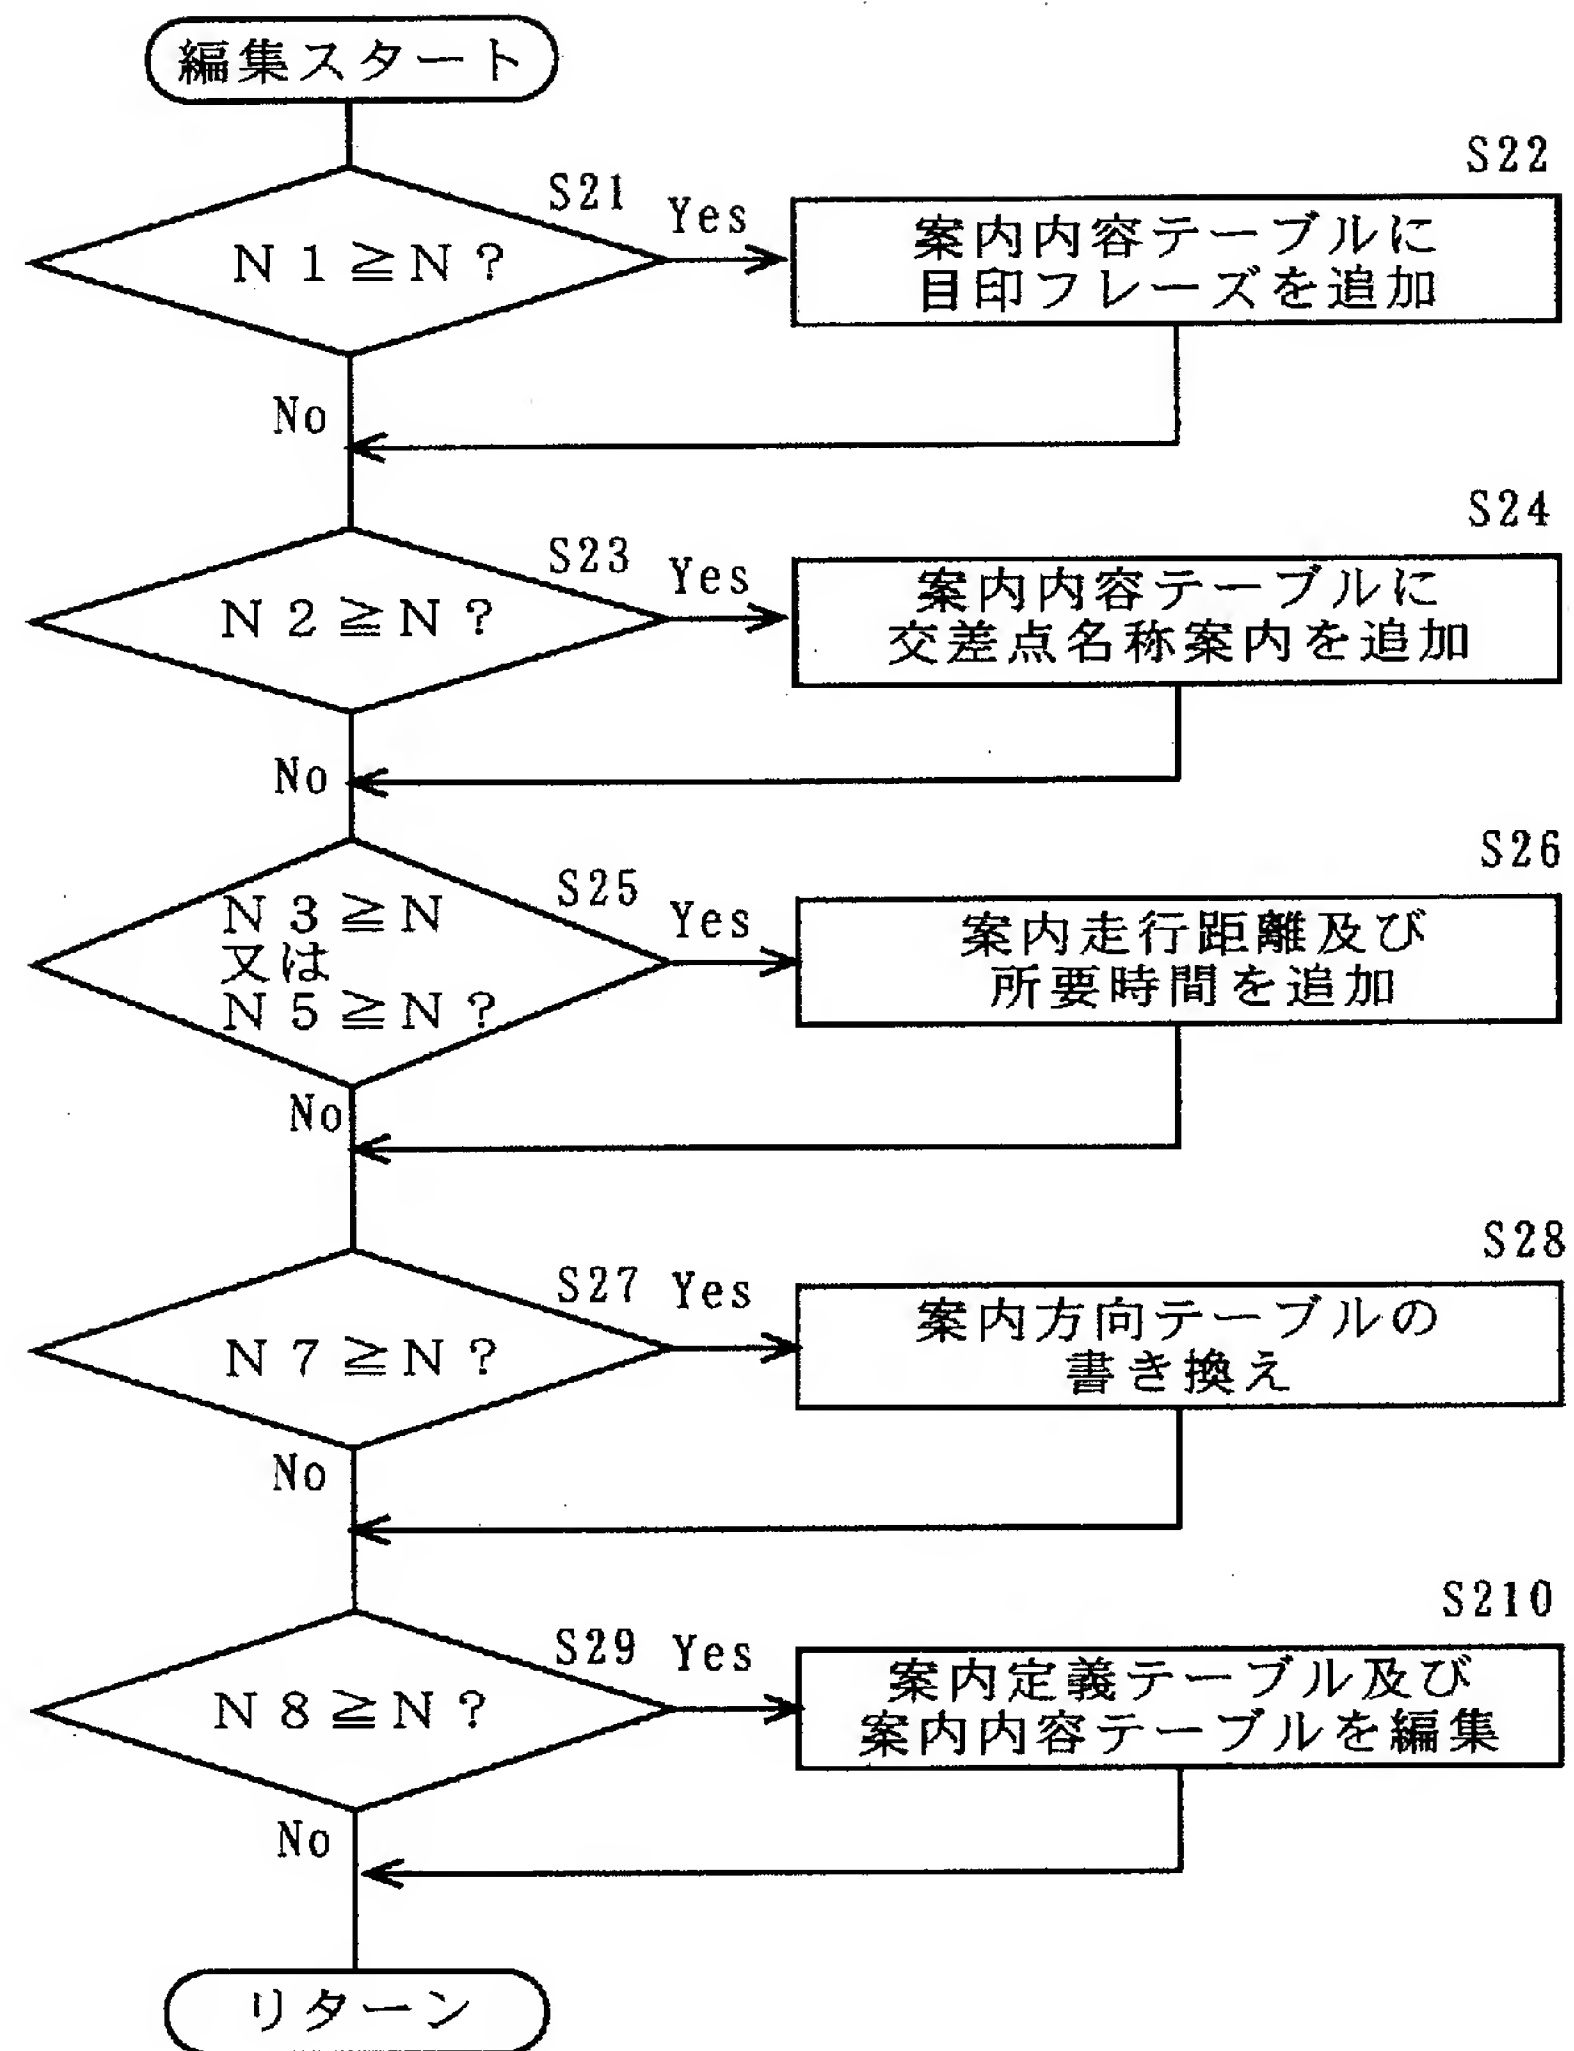 編集スタート
S21
N1≧N?
Yes
S22
案内内容テーブルに
目印フレーズを追加
No
S23
N2≧N?
Yes
S24
案内内容テーブルに
交差点名称案内を追加
No
S25
N3≧N
又は
N5≧N?
Yes
S26
案内走行距離及び
所要時間を追加
No
S27
N7≧N?
Yes
S28
案内方向テーブルの
書き換え
No
S29
N8≧N?
Yes
S210
案内定義テーブル及び
案内内容テーブルを編集
No
リターン